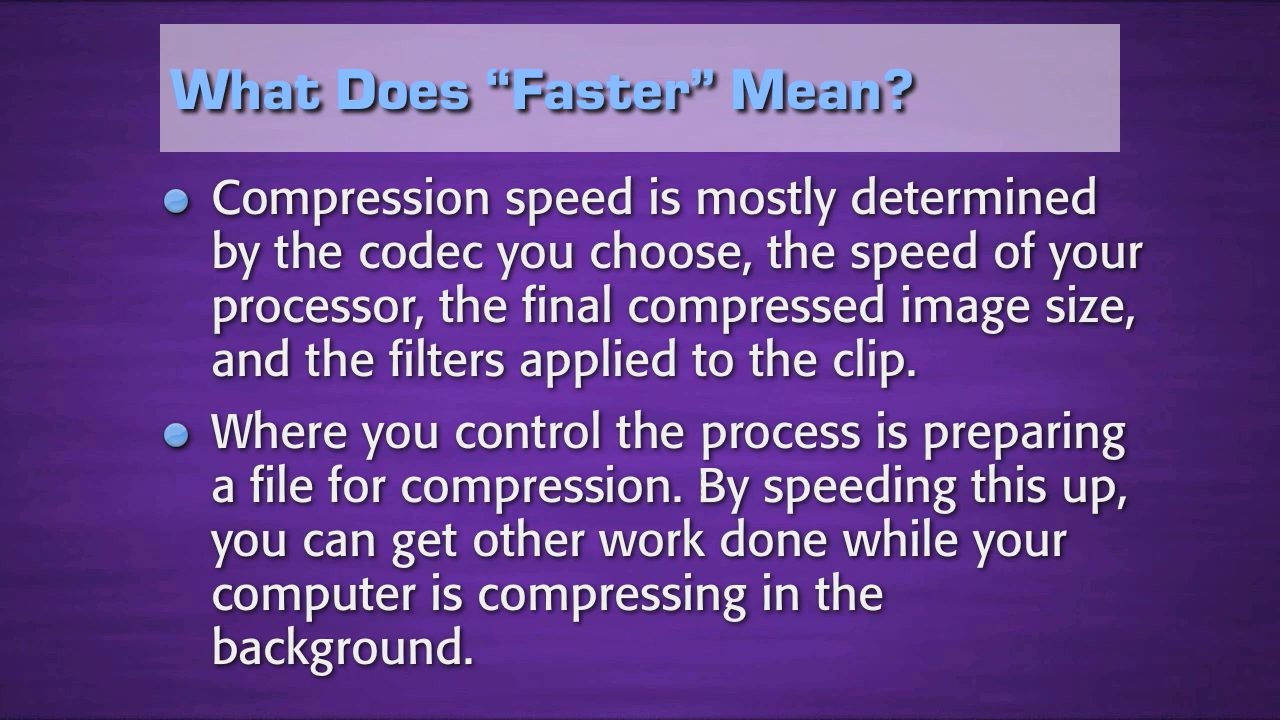 What Does “Faster” Mean?
Compression speed is mostly determined
by the codec you choose, the speed of your
processor, the final compressed image size,
and the filters applied to the clip.
Where you control the process is preparing
a file for compression. By speeding this up,
you can get other work done while your
computer is compressing in the
background.